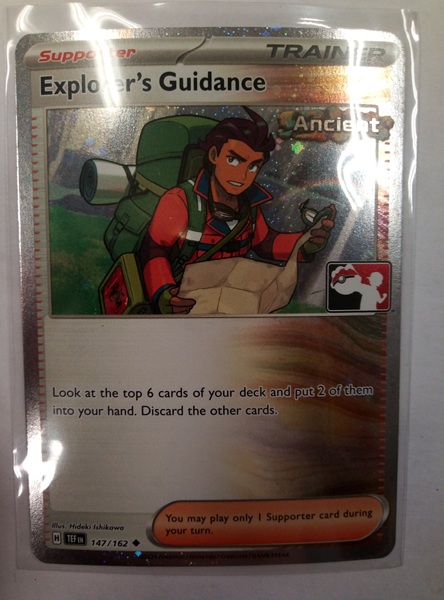 Supporter
TRAINER
Explorer's Guidance
Ancient
Look at the top 6 cards of your deck and put 2 of them
into your hand. Discard the other cards.
Illus. Hideki Ishikawa
You may play only 1 Supporter card during
your turn.
H TEF EN 147/162